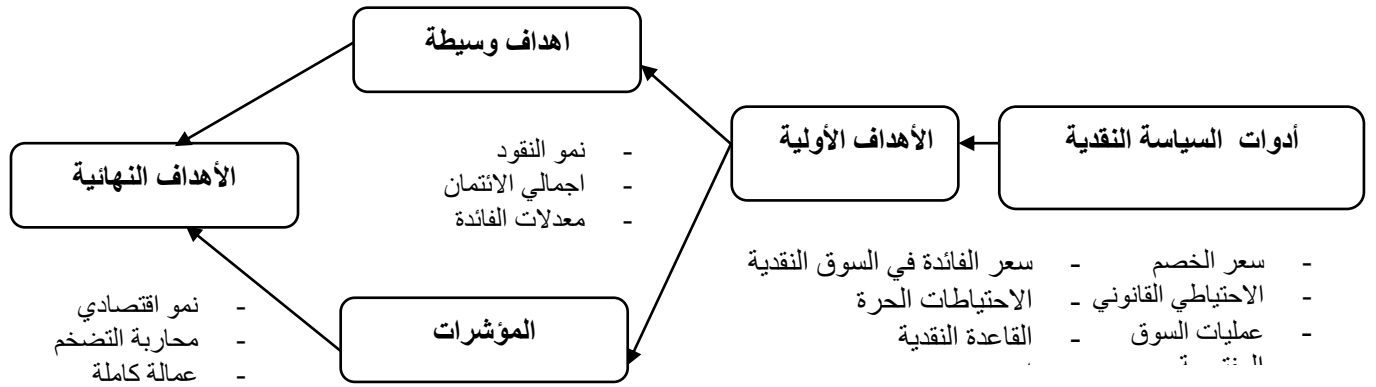 اهداف وسيطة
أدوات السياسة النقدية
الأهداف الأولية
الأهداف النهائية
- نمو النقود
- اجمالي الائتمان
- معدلات الفائدة
- سعر الخصم
- الاحتياطي القانوني
- عمليات السوق
- سعر الفائدة في السوق النقدية
- الاحتياطات الحرة
- القاعدة النقدية
المؤشرات
- نمو اقتصادي
- محاربة التضخم
- عمالة كاملة